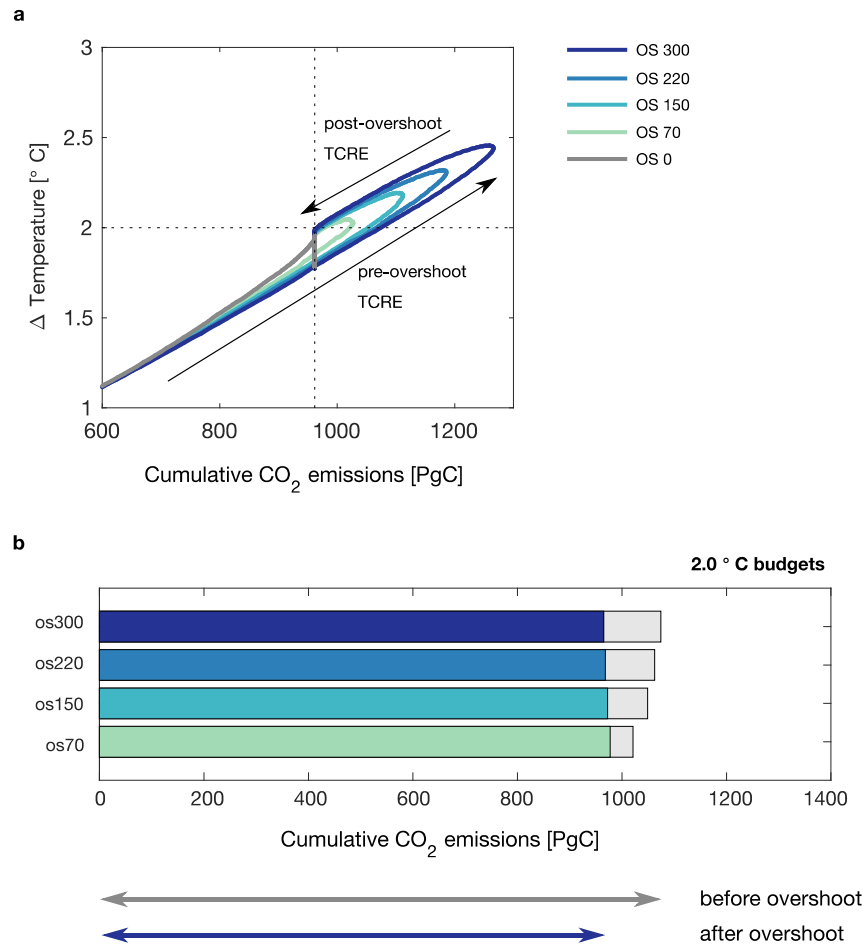 a
3
2.5
2
1.5
1
Δ Temperature [° C]
post-overshoot
TCRE
pre-overshoot
TCRE
600
800
1000
1200
Cumulative CO₂ emissions [PgC]
OS 300
OS 220
OS 150
OS 70
OS 0
b
2.0 ° C budgets
os300
os220
os150
os70
0
200
400
600
800
1000
1200
1400
Cumulative CO₂ emissions [PgC]
before overshoot
after overshoot